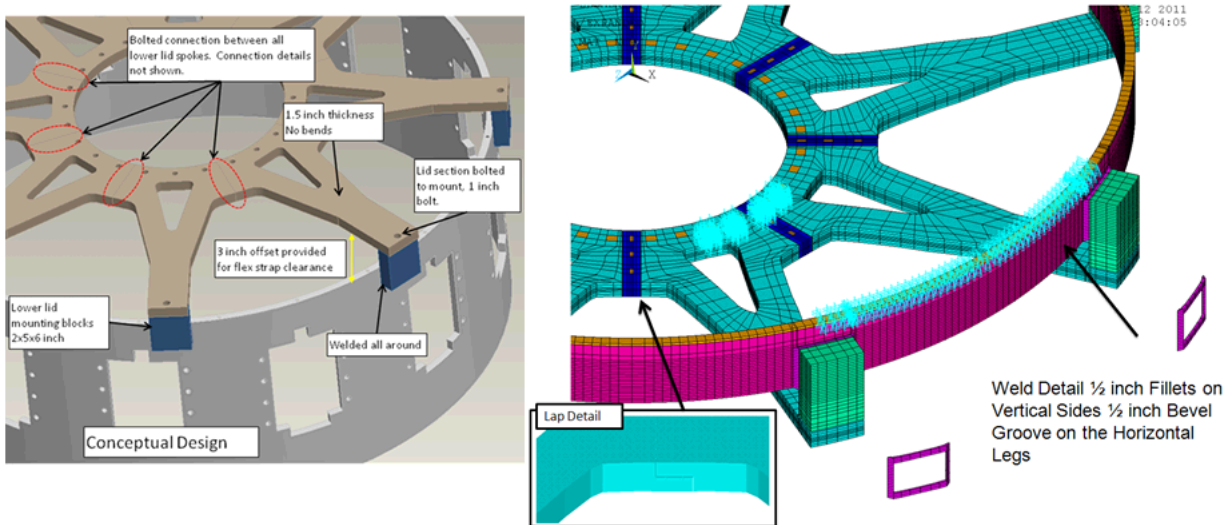 Bolted connection between all
lower lid spokes. Connection details
not shown.
1.5 inch thickness
No bends
Lid section bolted
to mount, 1 inch
bolt.
3 inch offset provided
for flex strap clearance
Lower lid
mounting blocks
2x5x6 inch
Welded all around
Conceptual Design
12 2011
3:04:05
X
Lap Detail
Weld Detail ½ inch Fillets on
Vertical Sides ½ inch Bevel
Groove on the Horizontal
Legs